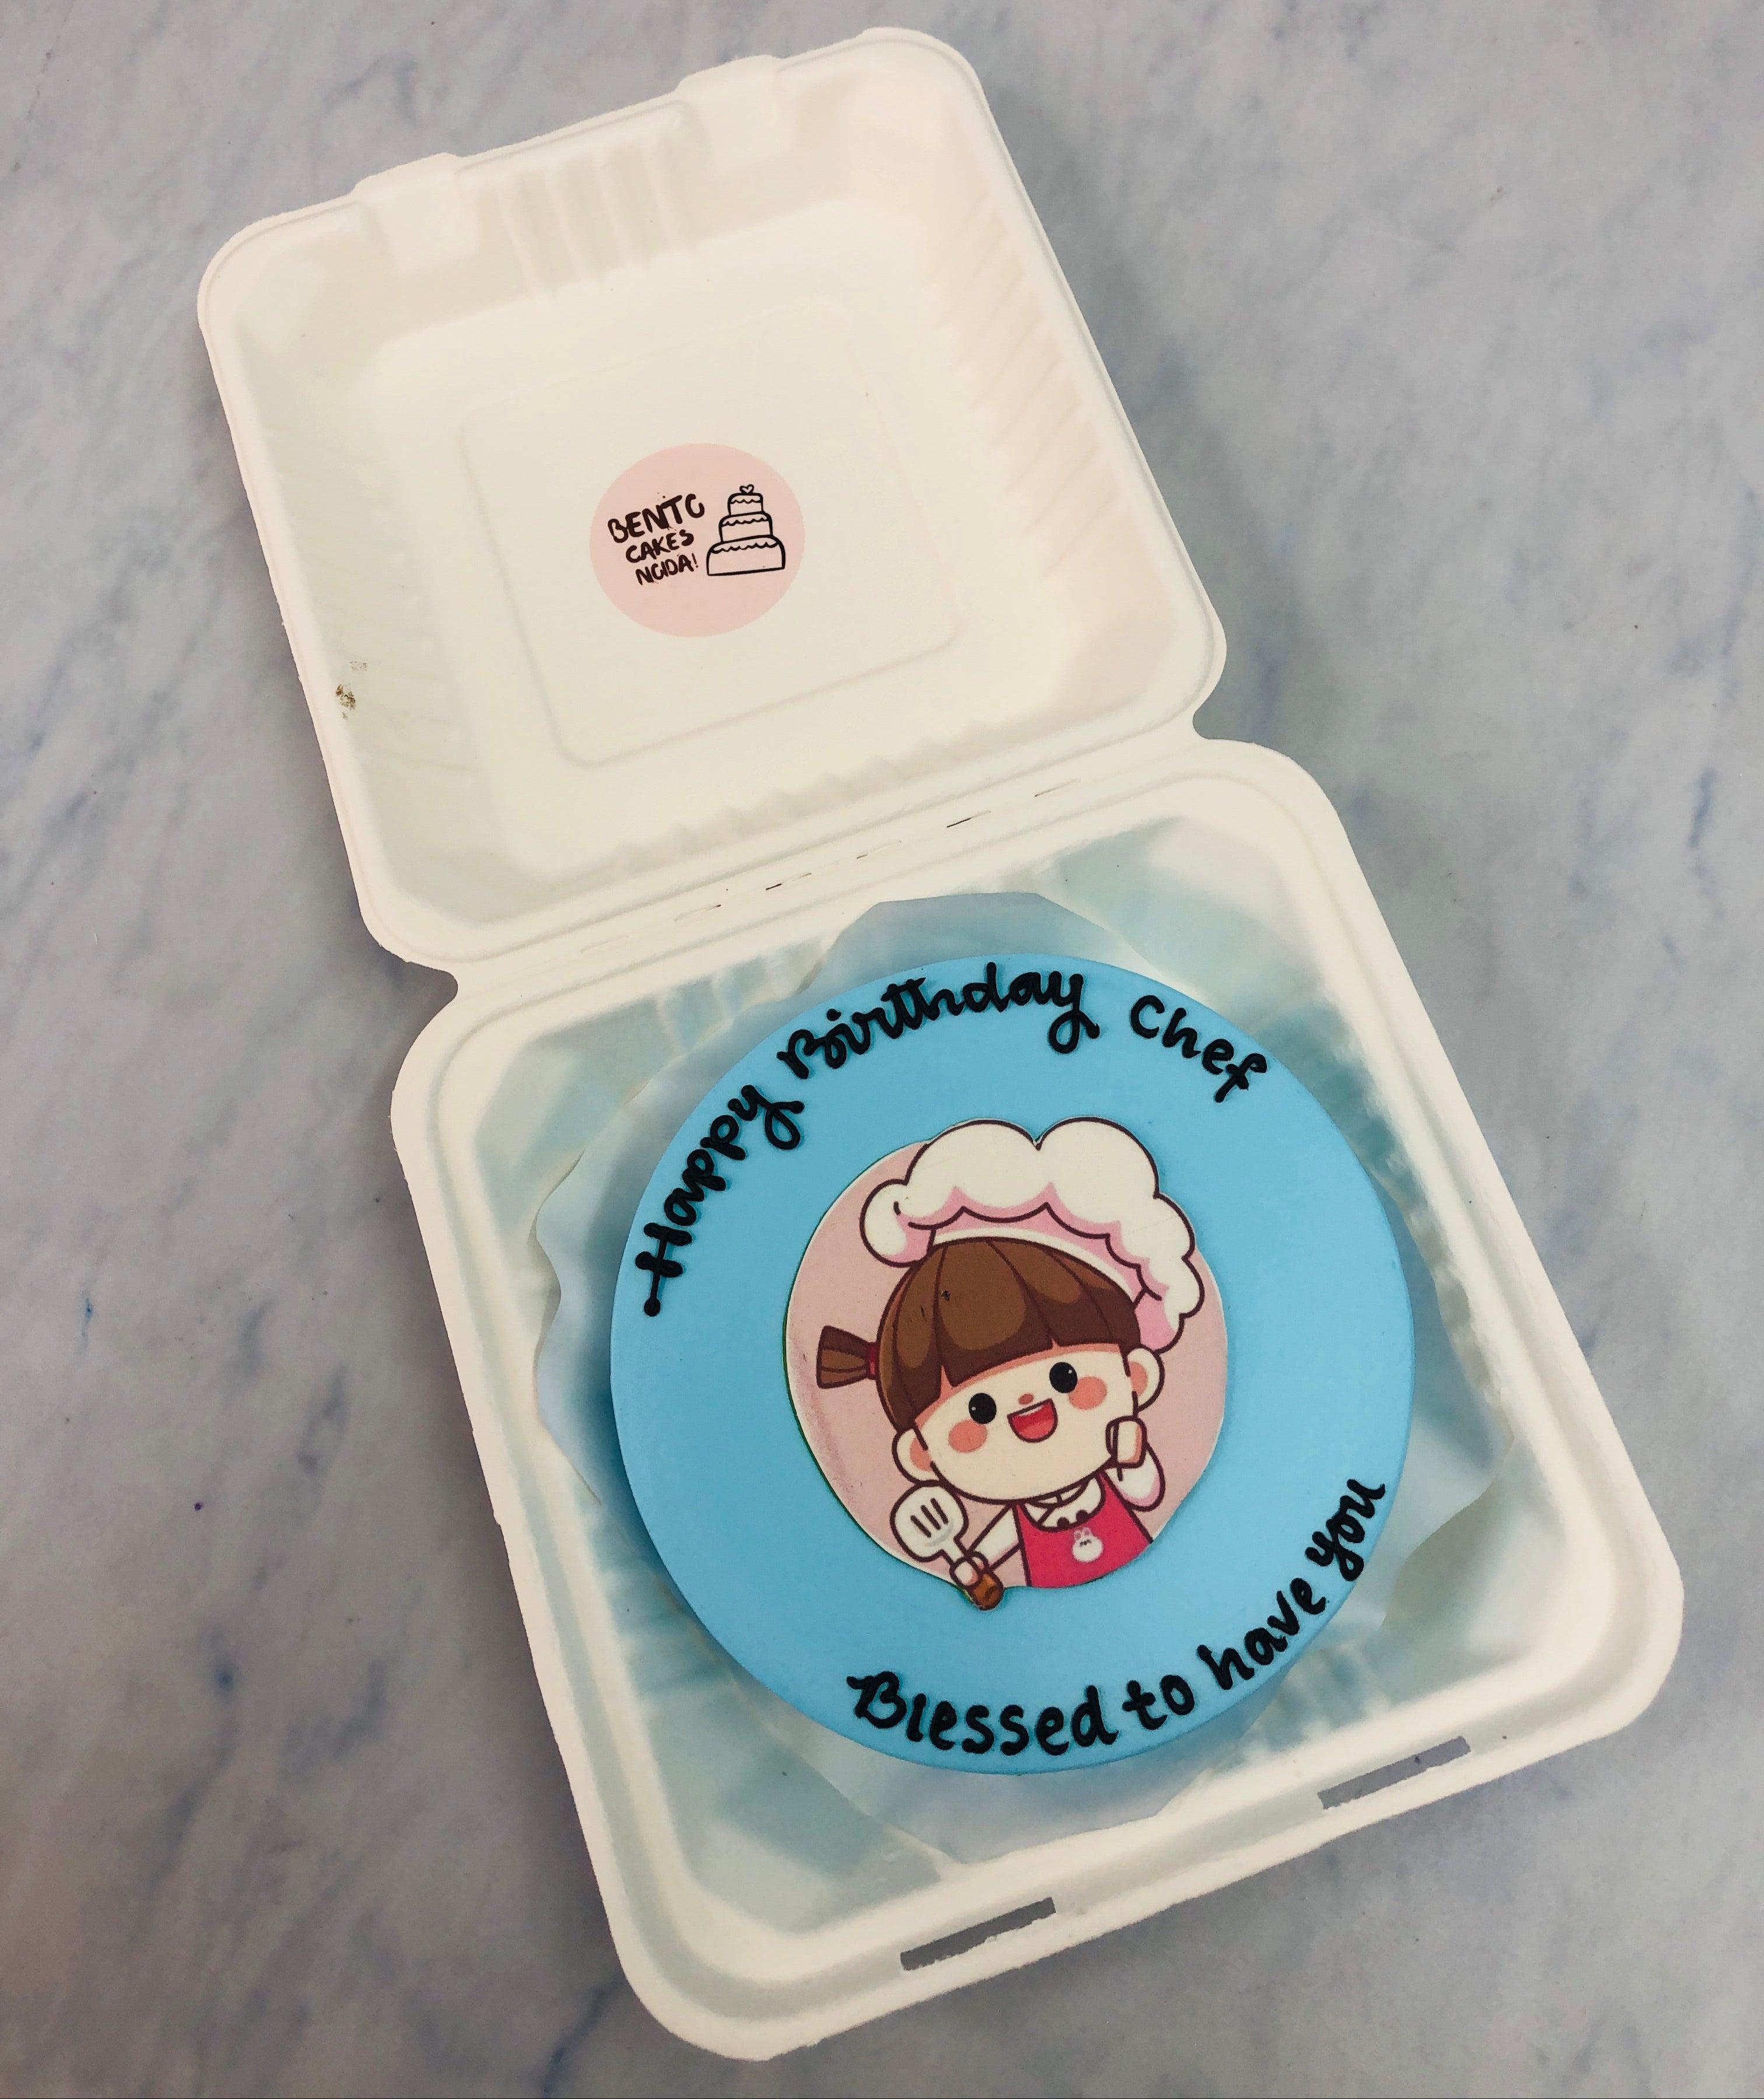 BENTO
CAKES
NOIDA!
Happy Birthday Chef
Blessed to have you